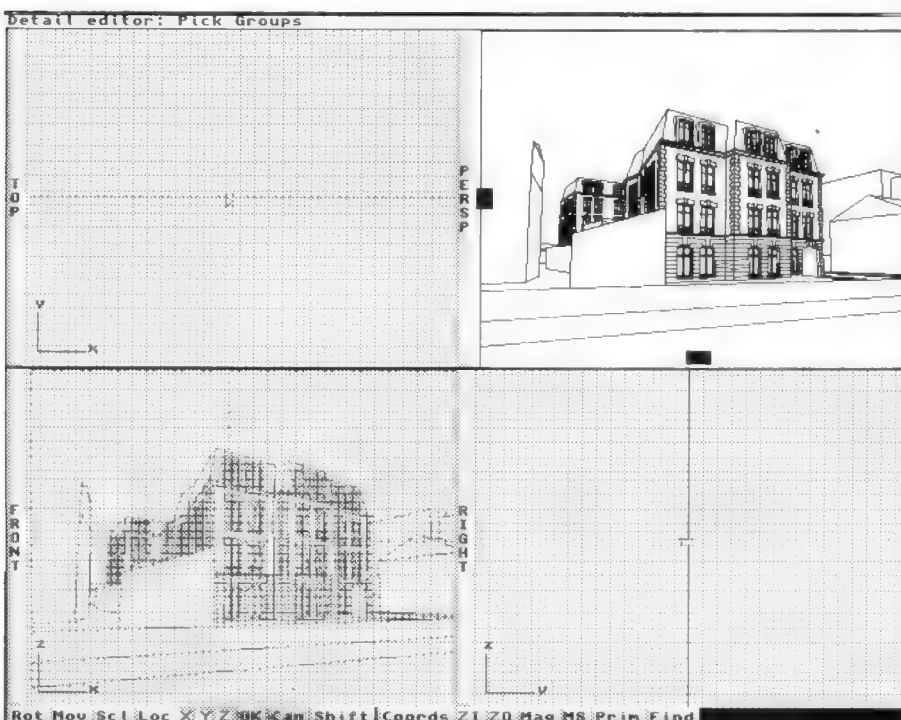 Detail editor: Pick Groups
TOP
PERSP
Y
X
FRONT
RIGHT
Z
X
Z
Y
Rot Mov Scl Loc X Y Z OK Can Shift Coords ZI ZO Mag MS Prim Find